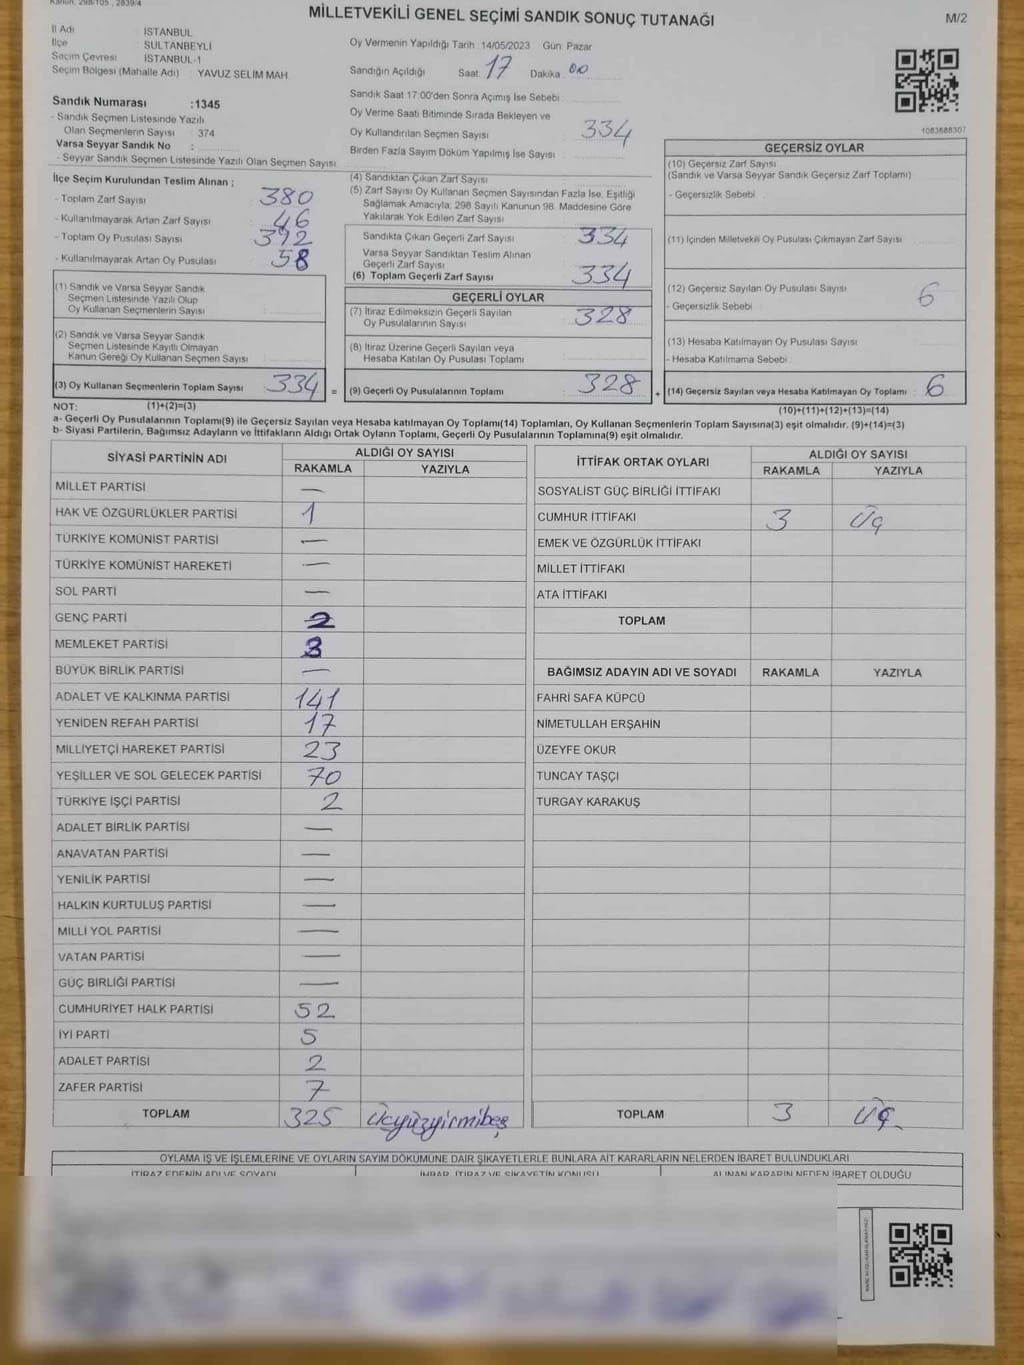 Kanun: 298/105 , 2839/4
MİLLETVEKİLİ GENEL SEÇİMİ SANDIK SONUÇ TUTANAĞI
M/2
İl Adı İSTANBUL
İlçe SULTANBEYLİ
Seçim Çevresi İSTANBUL-1
Seçim Bölgesi (Mahalle Adı) : YAVUZ SELİM MAH.
Sandık Numarası :1345
- Sandık Seçmen Listesinde Yazılı
Olan Seçmenlerin Sayısı : 374
Varsa Seyyar Sandık No :
- Seyyar Sandık Seçmen Listesinde Yazılı Olan Seçmen Sayısı
Oy Vermenin Yapıldığı Tarih :14/05/2023 Gün: Pazar
Sandığın Açıldığı Saat: 17 Dakika 00
Sandık Saat 17:00'den Sonra Açımış İse Sebebi
Oy Verme Saati Bitiminde Sırada Bekleyen ve
Oy Kullandırılan Seçmen Sayısı 334
Birden Fazla Sayım Döküm Yapılmış İse Sayısı
1083688307
İlçe Seçim Kurulundan Teslim Alınan ;
- Toplam Zarf Sayısı 380
- Kullanılmayarak Artan Zarf Sayısı 46
- Toplam Oy Pusulası Sayısı 392
- Kullanılmayarak Artan Oy Pusulası 58
(1) Sandık ve Varsa Seyyar Sandık
Seçmen Listesinde Yazılı Olup
Oy Kullanan Seçmenlerin Sayısı
(2) Sandık ve Varsa Seyyar Sandık
Seçmen Listesinde Kayıtlı Olmayan
Kanun Gereği Oy Kullanan Seçmen Sayısı
(3) Oy Kullanan Seçmenlerin Toplam Sayısı 334 =
(4) Sandıktan Çıkan Zarf Sayısı
(5) Zarf Sayısı Oy Kullanan Seçmen Sayısından Fazla İse, Eşitliği
Sağlamak Amacıyla, 298 Sayılı Kanunun 98. Maddesine Göre
Yakılarak Yok Edilen Zarf Sayısı
Sandıkta Çıkan Geçerli Zarf Sayısı 334
Varsa Seyyar Sandıktan Teslim Alınan
Geçerli Zarf Sayısı
(6) Toplam Geçerli Zarf Sayısı 334
GEÇERLİ OYLAR
(7) İtiraz Edilmeksizin Geçerli Sayılan
Oy Pusulalarının Sayısı 328
(8) İtiraz Üzerine Geçerli Sayılan veya
Hesaba Katılan Oy Pusulası Toplamı
(9) Geçerli Oy Pusulalarının Toplamı 328 +
GEÇERSİZ OYLAR
(10) Geçersiz Zarf Sayısı
(Sandık ve Varsa Seyyar Sandık Geçersiz Zarf Toplamı)
- Geçersizlik Sebebi
(11) İçinden Milletvekili Oy Pusulası Çıkmayan Zarf Sayısı
(12) Geçersiz Sayılan Oy Pusulası Sayısı 6
- Geçersizlik Sebebi
(13) Hesaba Katılmayan Oy Pusulası Sayısı
- Hesaba Katılmama Sebebi
(14) Geçersiz Sayılan veya Hesaba Katılmayan Oy Toplamı 6
NOT: (1)+(2)=(3) (10)+(11)+(12)+(13)=(14)
a- Geçerli Oy Pusulalarının Toplamı(9) ile Geçersiz Sayılan veya Hesaba katılmayan Oy Toplamı(14) Toplamları, Oy Kullanan Seçmenlerin Toplam Sayısına(3) eşit olmalıdır. (9)+(14)=(3)
b- Siyasi Partilerin, Bağımsız Adayların ve İttifakların Aldığı Ortak Oyların Toplamı, Geçerli Oy Pusulalarının Toplamına(9) eşit olmalıdır.
SİYASİ PARTİNİN ADI ALDIĞI OY SAYISI
RAKAMLA YAZIYLA
MİLLET PARTİSİ —
HAK VE ÖZGÜRLÜKLER PARTİSİ 1
TÜRKİYE KOMÜNİST PARTİSİ —
TÜRKİYE KOMÜNİST HAREKETİ —
SOL PARTİ —
GENÇ PARTİ 2
MEMLEKET PARTİSİ 3
BÜYÜK BİRLİK PARTİSİ —
ADALET VE KALKINMA PARTİSİ 141
YENİDEN REFAH PARTİSİ 17
MİLLİYETÇİ HAREKET PARTİSİ 23
YEŞİLLER VE SOL GELECEK PARTİSİ 70
TÜRKİYE İŞÇİ PARTİSİ 2
ADALET BİRLİK PARTİSİ —
ANAVATAN PARTİSİ —
YENİLİK PARTİSİ —
HALKIN KURTULUŞ PARTİSİ —
MİLLİ YOL PARTİSİ —
VATAN PARTİSİ —
GÜÇ BİRLİĞİ PARTİSİ —
CUMHURİYET HALK PARTİSİ 52
İYİ PARTİ 5
ADALET PARTİSİ 2
ZAFER PARTİSİ 7
TOPLAM 325 üçyüzyirmibeş
İTTİFAK ORTAK OYLARI ALDIĞI OY SAYISI
RAKAMLA YAZIYLA
SOSYALİST GÜÇ BİRLİĞİ İTTİFAKI
CUMHUR İTTİFAKI 3 Üç
EMEK VE ÖZGÜRLÜK İTTİFAKI
MİLLET İTTİFAKI
ATA İTTİFAKI
TOPLAM
BAĞIMSIZ ADAYIN ADI VE SOYADI RAKAMLA YAZIYLA
FAHRİ SAFA KÜPCÜ
NİMETULLAH ERŞAHİN
ÜZEYFE OKUR
TUNCAY TAŞÇI
TURGAY KARAKUŞ
TOPLAM 3 üç
OYLAMA İŞ VE İŞLEMLERİNE VE OYLARIN SAYIM DÖKÜMÜNE DAİR ŞİKAYETLERLE BUNLARA AİT KARARLARIN NELERDEN İBARET BULUNDUKLARI
İTİRAZ EDENİN ADI VE SOYADI İHBAR, İTİRAZ VE ŞİKAYETİN KONUSU ALINAN KARARIN NEDEN İBARET OLDUĞU